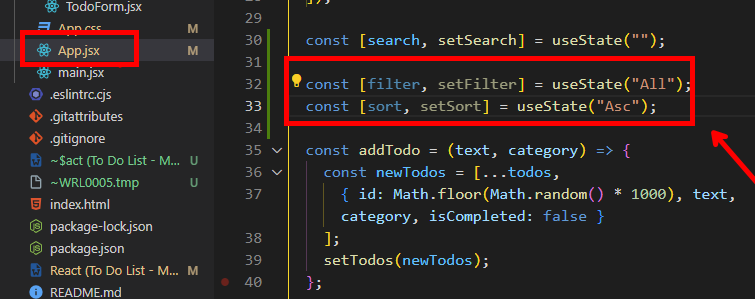 TodoForm.jsx
App.css M
App.jsx M
main.jsx
.eslintrc.cjs
.gitattributes
.gitignore
~$act (To Do List - M... U
~WRL0005.tmp U
index.html
package-lock.json
package.json
React (To Do List - M... M
README.md
29 ]);
30 const [search, setSearch] = useState("");
31
32 const [filter, setFilter] = useState("All");
33 const [sort, setSort] = useState("Asc");
34
35 const addTodo = (text, category) => {
36 const newTodos = [...todos,
37 { id: Math.floor(Math.random() * 1000), text,
category, isCompleted: false }
38 ];
39 setTodos(newTodos);
40 };